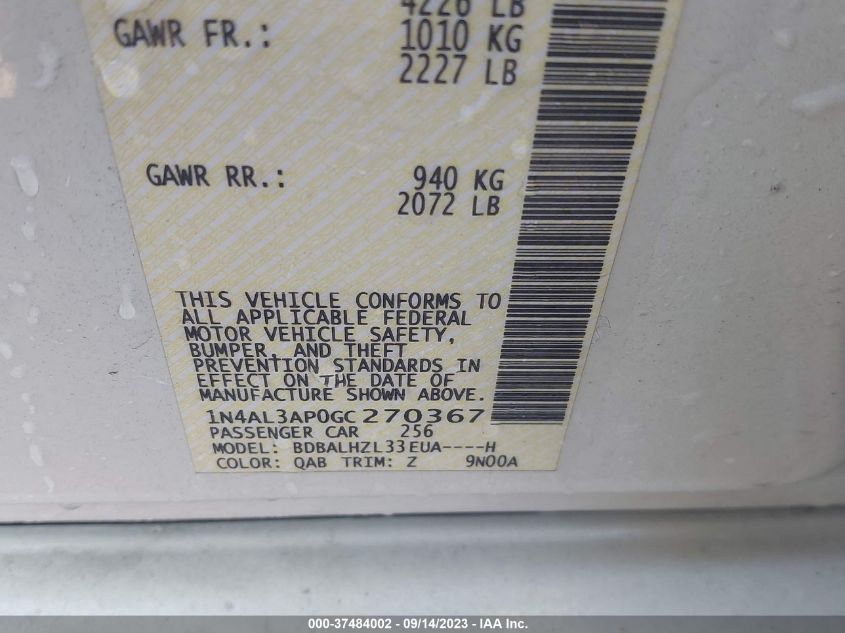 4226 LB
GAWR FR.: 1010 KG
2227 LB
GAWR RR.: 940 KG
2072 LB
THIS VEHICLE CONFORMS TO
ALL APPLICABLE FEDERAL
MOTOR VEHICLE SAFETY,
BUMPER, AND THEFT
PREVENTION STANDARDS IN
EFFECT ON THE DATE OF
MANUFACTURE SHOWN ABOVE.
1N4AL3AP0GC270367
PASSENGER CAR 256
MODEL: BDBALHZL33EUA----H
COLOR: QAB TRIM: Z 9N00A
000-37484002 - 09/14/2023 - IAA Inc.